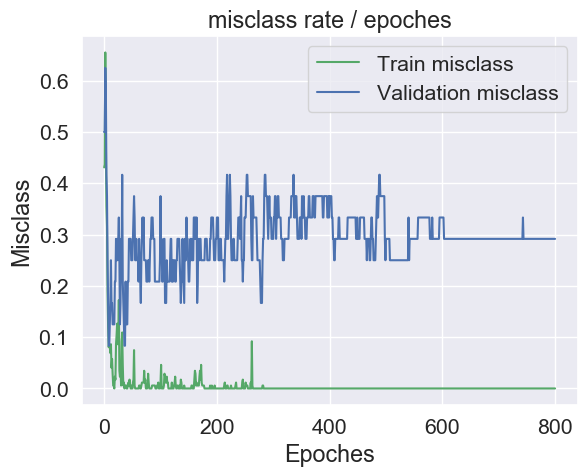 misclass rate / epoches
Train misclass
Validation misclass
Misclass
0.6
0.5
0.4
0.3
0.2
0.1
0.0
0 200 400 600 800
Epoches